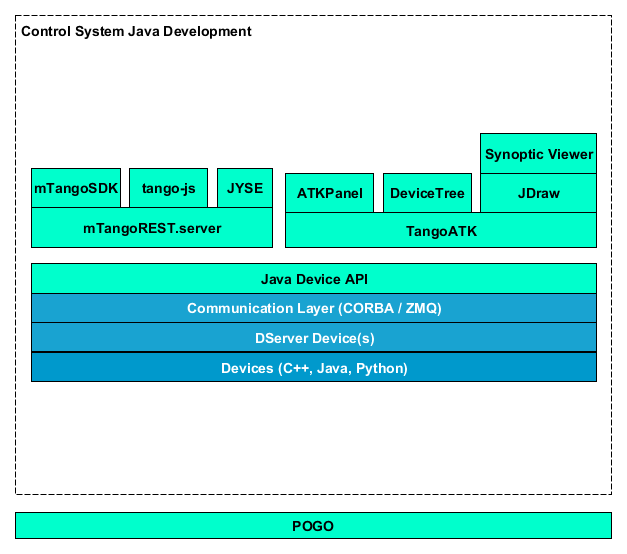 Control System Java Development
Synoptic Viewer
mTangoSDK
tango-js
JYSE
ATKPanel
DeviceTree
JDraw
mTangoREST.server
TangoATK
Java Device API
Communication Layer (CORBA / ZMQ)
DServer Device(s)
Devices (C++, Java, Python)
POGO